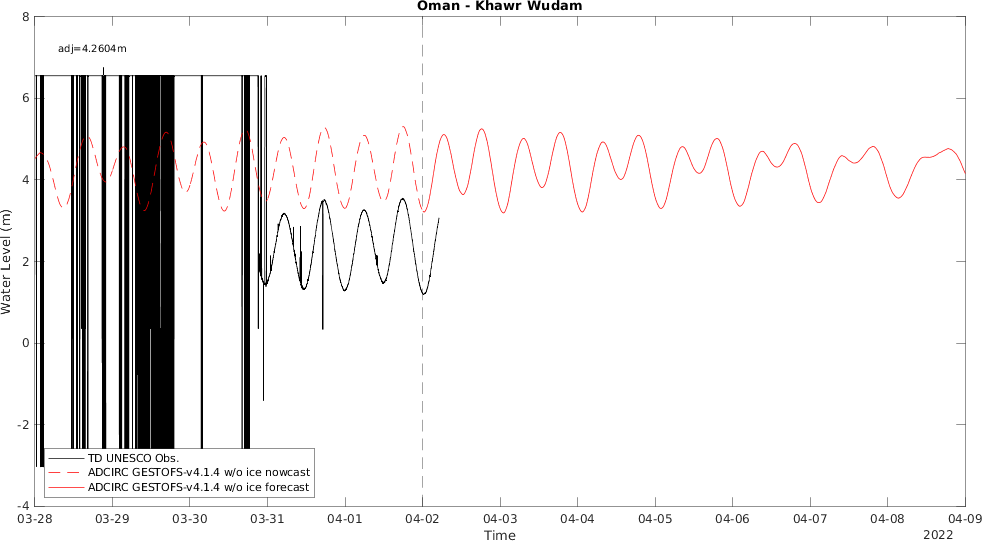 Oman - Khawr Wudam
8
adj=4.2604m
6
4
2
0
-2
-4
Water Level (m)
TD UNESCO Obs.
ADCIRC GESTOFS-v4.1.4 w/o ice nowcast
ADCIRC GESTOFS-v4.1.4 w/o ice forecast
03-28 03-29 03-30 03-31 04-01 04-02 04-03 04-04 04-05 04-06 04-07 04-08 04-09
Time
2022